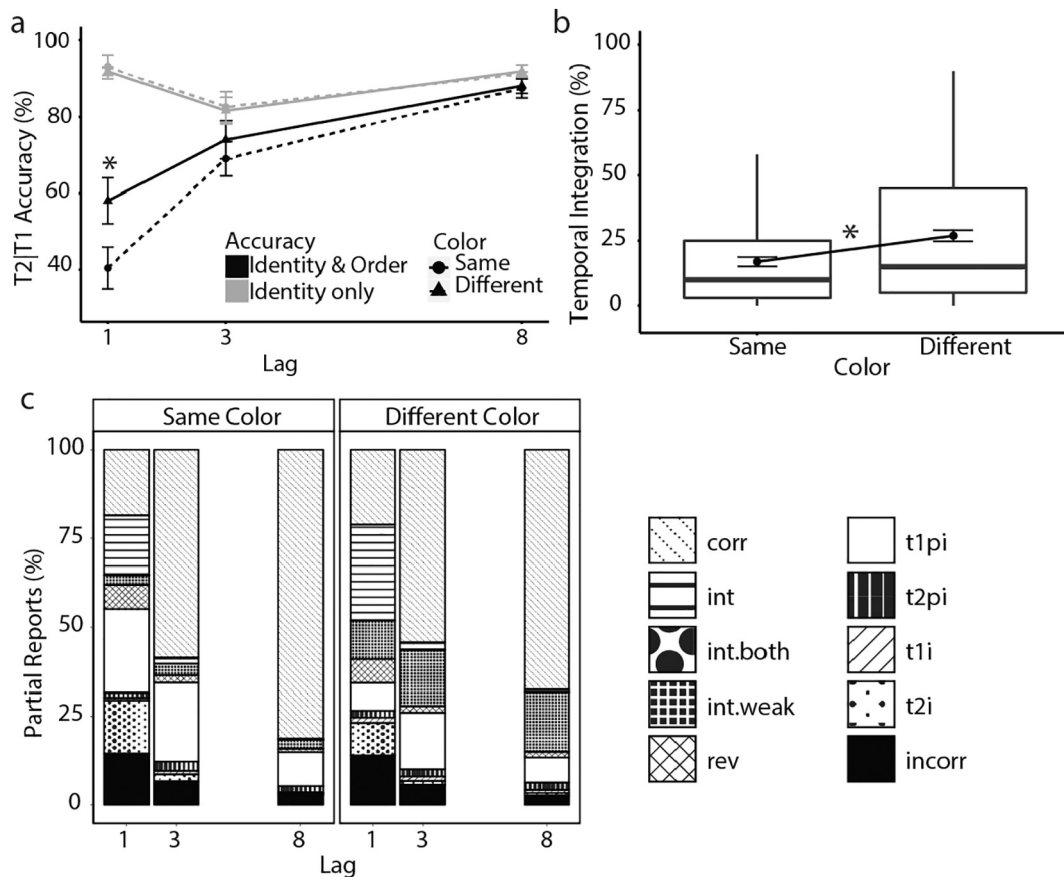 a
100
80
60
40
T2|T1 Accuracy (%)
*
Accuracy
Identity & Order
Identity only
Color
Same
Different
1 3 8
Lag
b
100
75
50
25
0
Temporal Integration (%)
*
Same Different
Color
c
Same Color Different Color
100
75
50
25
0
Partial Reports (%)
1 3 8 1 3 8
Lag
corr t1pi
int t2pi
int.both t1i
int.weak t2i
rev incorr